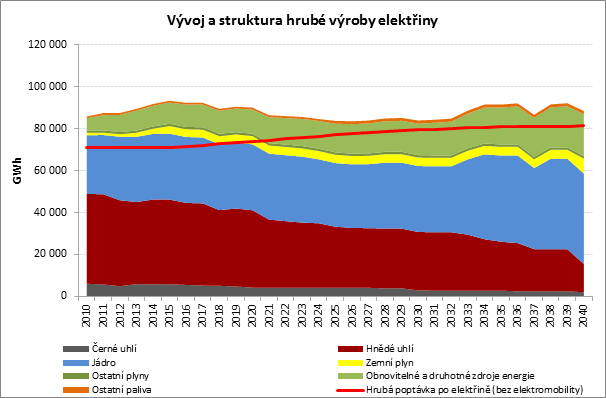 Vývoj a struktura hrubé výroby elektřiny
120 000
100 000
80 000
60 000
40 000
20 000
0
GWh
2010 2011 2012 2013 2014 2015 2016 2017 2018 2019 2020 2021 2022 2023 2024 2025 2026 2027 2028 2029 2030 2031 2032 2033 2034 2035 2036 2037 2038 2039 2040
Černé uhlí Hnědé uhlí
Jádro Zemní plyn
Ostatní plyny Obnovitelné a druhotné zdroje energie
Ostatní paliva Hrubá poptávka po elektřině (bez elektromobility)